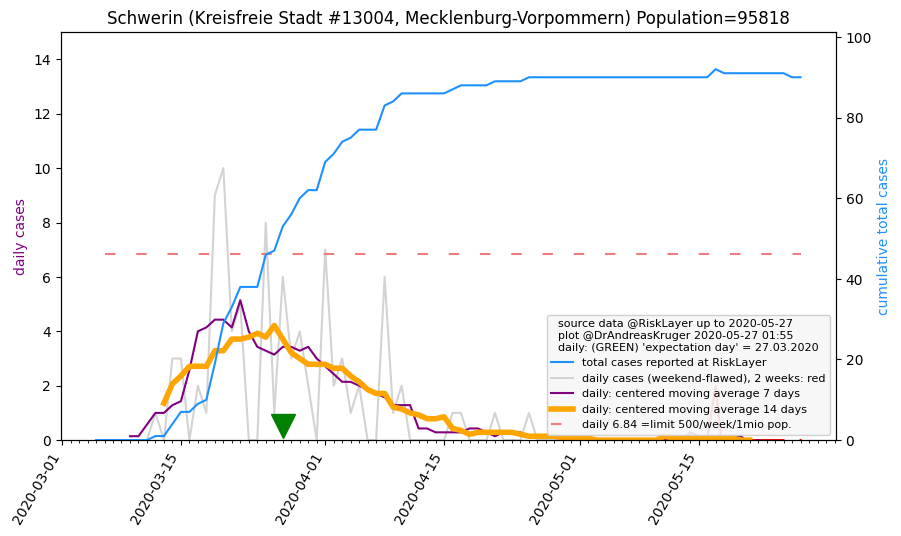 Schwerin (Kreisfreie Stadt #13004, Mecklenburg-Vorpommern) Population=95818
daily cases
14
12
10
8
6
4
2
0
100
80
60
40
20
0
cumulative total cases
source data @RiskLayer up to 2020-05-27
plot @DrAndreasKruger 2020-05-27 01:55
daily: (GREEN) 'expectation day' = 27.03.2020
total cases reported at RiskLayer
daily cases (weekend-flawed), 2 weeks: red
daily: centered moving average 7 days
daily: centered moving average 14 days
daily 6.84 =limit 500/week/1mio pop.
2020-03-01
2020-03-15
2020-04-01
2020-04-15
2020-05-01
2020-05-15